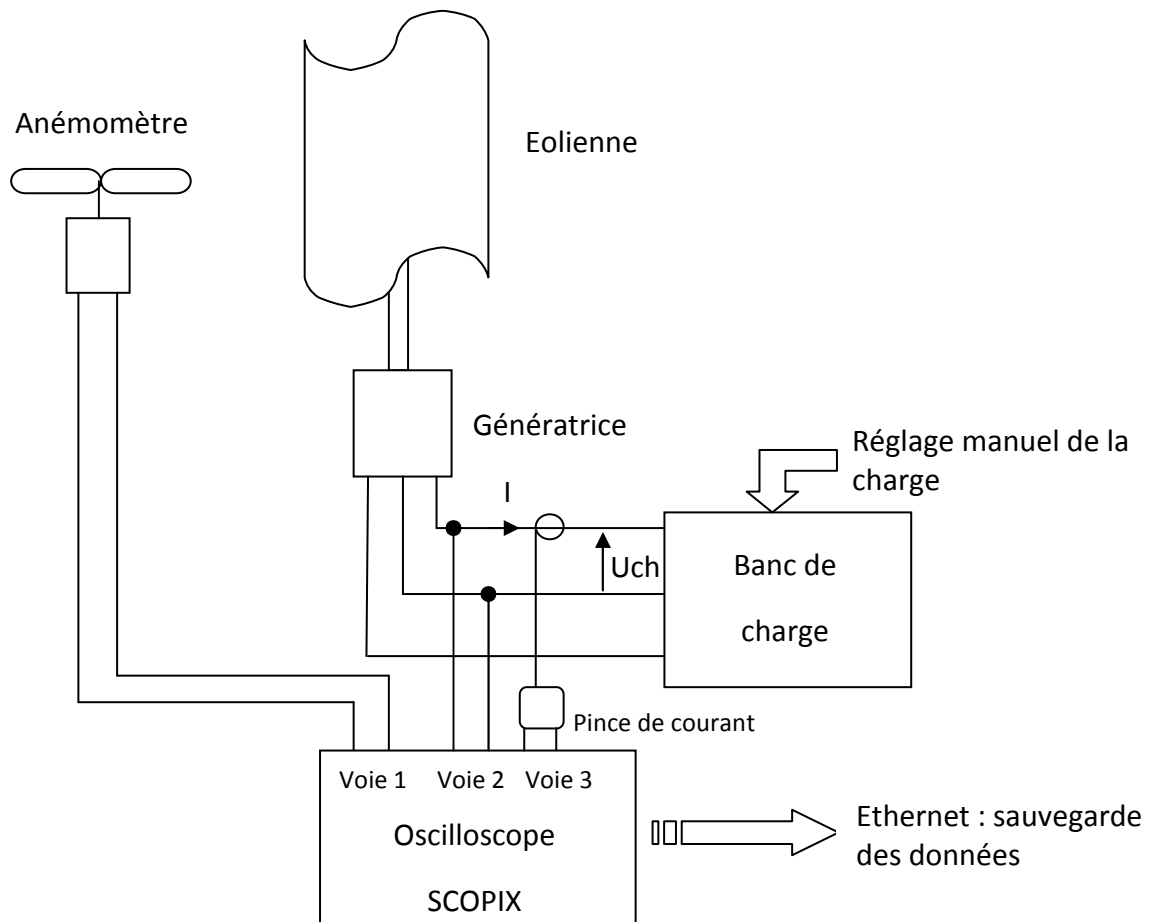 Anémomètre
Eolienne
Génératrice
Réglage manuel de la
charge
I
Uch
Banc de
charge
Pince de courant
Voie 1
Voie 2
Voie 3
Oscilloscope
SCOPIX
Ethernet : sauvegarde
des données